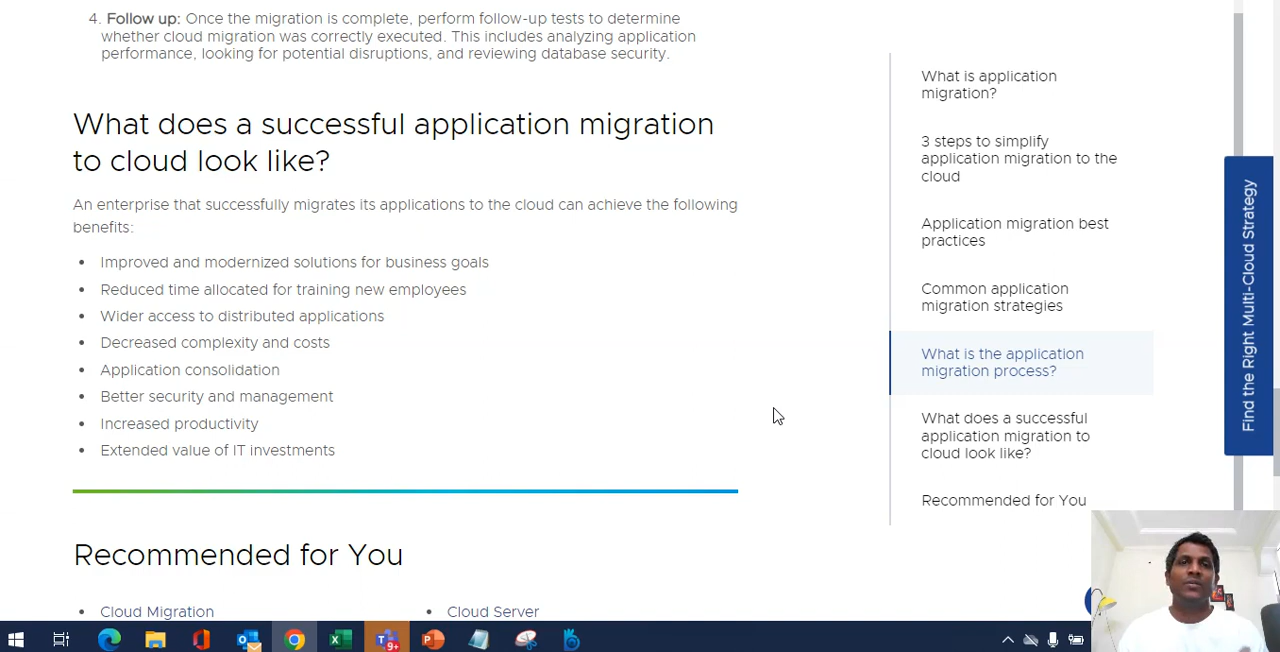 4. Follow up: Once the migration is complete, perform follow-up tests to determine
whether cloud migration was correctly executed. This includes analyzing application
performance, looking for potential disruptions, and reviewing database security.
What does a successful application migration
to cloud look like?
An enterprise that successfully migrates its applications to the cloud can achieve the following
benefits:
• Improved and modernized solutions for business goals
• Reduced time allocated for training new employees
• Wider access to distributed applications
• Decreased complexity and costs
• Application consolidation
• Better security and management
• Increased productivity
• Extended value of IT investments
Recommended for You
• Cloud Migration
• Cloud Server
What is application
migration?
3 steps to simplify
application migration to the
cloud
Application migration best
practices
Common application
migration strategies
What is the application
migration process?
What does a successful
application migration to
cloud look like?
Recommended for You
Find the Right Multi-Cloud Strategy
9+